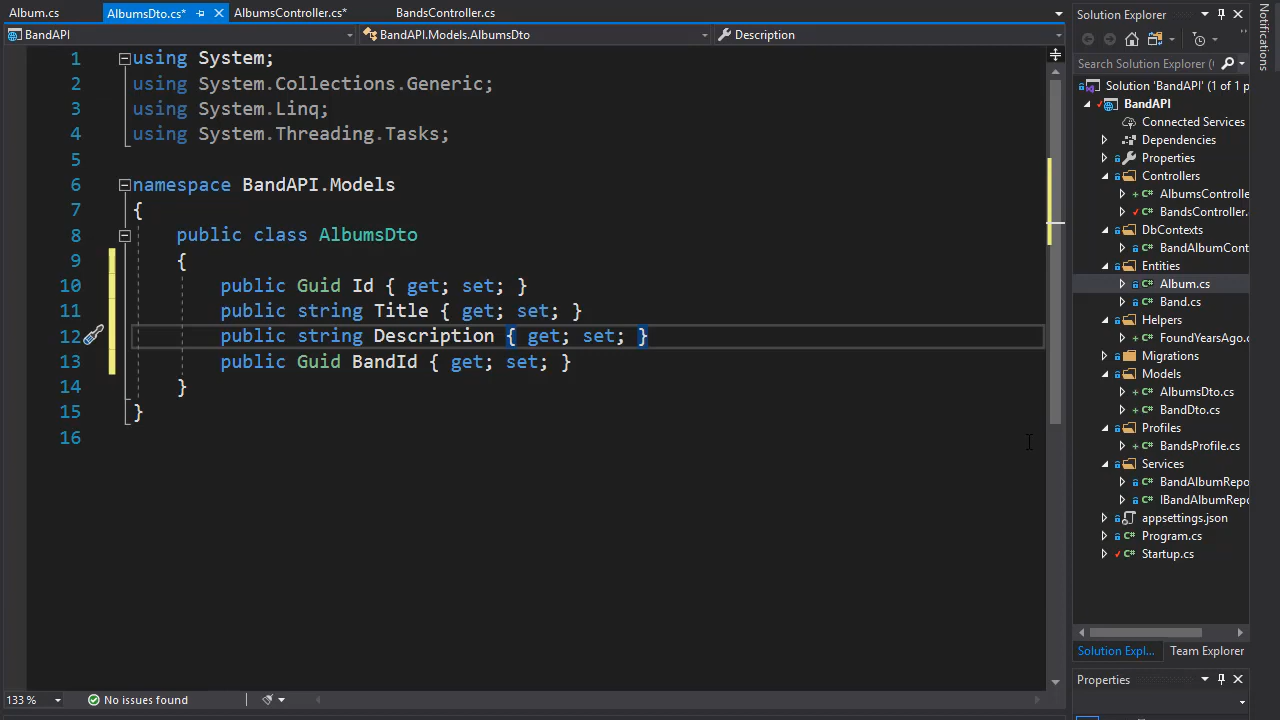 Album.cs
AlbumsDto.cs*
AlbumsController.cs*
BandsController.cs
BandAPI
BandAPI.Models.AlbumsDto
Description
1 using System;
2 using System.Collections.Generic;
3 using System.Linq;
4 using System.Threading.Tasks;
5
6 namespace BandAPI.Models
7 {
8 public class AlbumsDto
9 {
10 public Guid Id { get; set; }
11 public string Title { get; set; }
12 public string Description { get; set; }
13 public Guid BandId { get; set; }
14 }
15 }
16
133 %
No issues found
Solution Explorer
Search Solution Explorer (
Solution 'BandAPI' (1 of 1 p
BandAPI
Connected Services
Dependencies
Properties
Controllers
AlbumsControlle
BandsController.
DbContexts
BandAlbumCont
Entities
Album.cs
Band.cs
Helpers
FoundYearsAgo.c
Migrations
Models
AlbumsDto.cs
BandDto.cs
Profiles
BandsProfile.cs
Services
BandAlbumRepo
IBandAlbumRepo
appsettings.json
Program.cs
Startup.cs
Solution Expl...
Team Explorer
Properties
Notifications